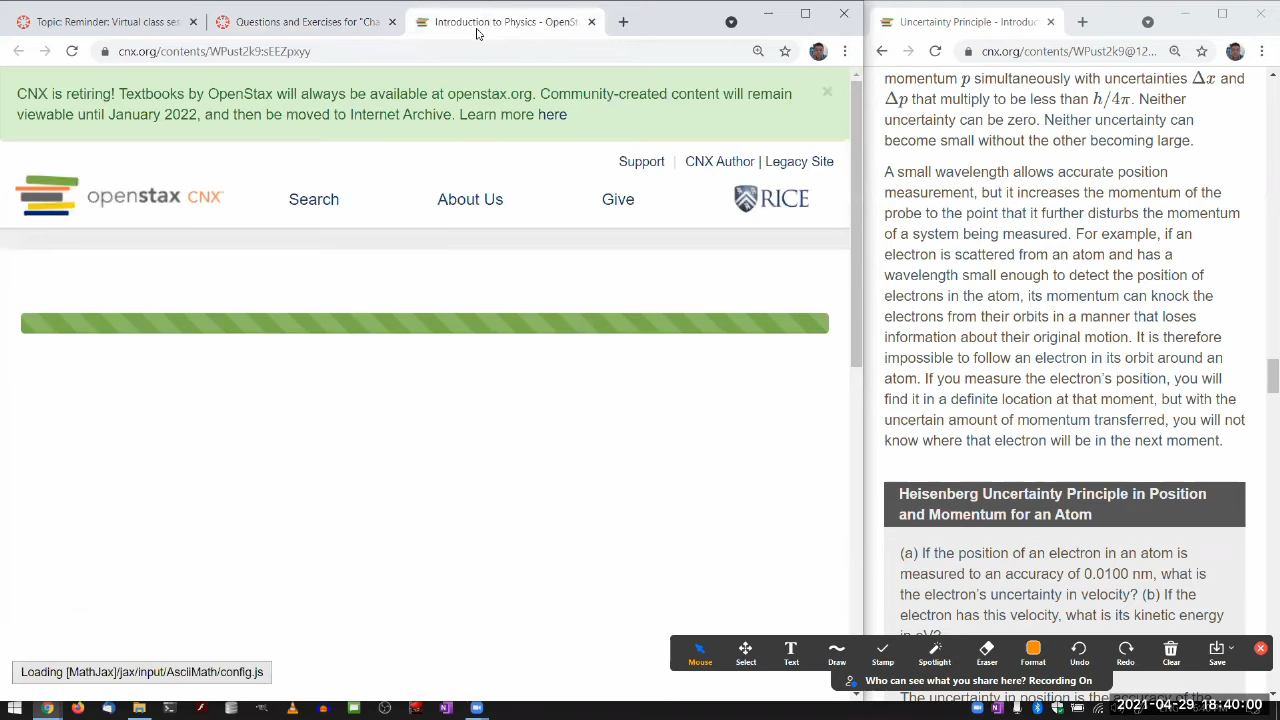 Topic: Reminder: Virtual class ses
Questions and Exercises for "Cha
Introduction to Physics - OpenSt
cnx.org/contents/WPust2k9:sEEZpxyy
CNX is retiring! Textbooks by OpenStax will always be available at openstax.org. Community-created content will remain
viewable until January 2022, and then be moved to Internet Archive. Learn more here
Support | CNX Author | Legacy Site
openstax CNX
Search
About Us
Give
RICE
Loading [MathJax]/jax/input/AsciiMath/config.js
Uncertainty Principle - Introduc
cnx.org/contents/WPust2k9@12...
momentum p simultaneously with uncertainties Δx and
Δp that multiply to be less than h/4π. Neither
uncertainty can be zero. Neither uncertainty can
become small without the other becoming large.
A small wavelength allows accurate position
measurement, but it increases the momentum of the
probe to the point that it further disturbs the momentum
of a system being measured. For example, if an
electron is scattered from an atom and has a
wavelength small enough to detect the position of
electrons in the atom, its momentum can knock the
electrons from their orbits in a manner that loses
information about their original motion. It is therefore
impossible to follow an electron in its orbit around an
atom. If you measure the electron's position, you will
find it in a definite location at that moment, but with the
uncertain amount of momentum transferred, you will not
know where that electron will be in the next moment.
Heisenberg Uncertainty Principle in Position
and Momentum for an Atom
(a) If the position of an electron in an atom is
measured to an accuracy of 0.0100 nm, what is
the electron's uncertainty in velocity? (b) If the
electron has this velocity, what is its kinetic energy
in eV?
Mouse
Select
Text
Draw
Stamp
Spotlight
Eraser
Format
Undo
Redo
Clear
Save
Who can see what you share here? Recording On
The uncertainty in position is the accuracy of the
2021-04-29 18:40:00